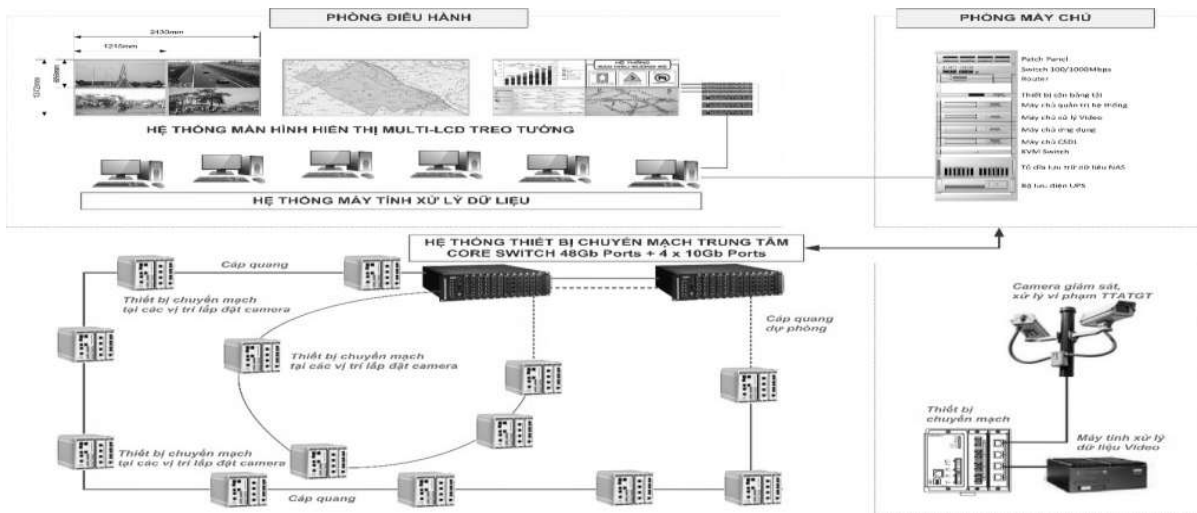 PHÒNG ĐIỀU HÀNH
2430mm
1215mm
HỆ THỐNG MÀN HÌNH HIỂN THỊ MULTI-LCD TREO TƯỜNG
HỆ THỐNG MÁY TÍNH XỬ LÝ DỮ LIỆU
PHÒNG MÁY CHỦ
Patch Panel
Switch 100/1000Mbps
Router
Thiết bị cân bằng tải
Máy chủ quản trị hệ thống
Máy chủ xử lý Video
Máy chủ ứng dụng
Máy chủ CSDL
KVM Switch
Tủ đĩa lưu trữ dữ liệu NAS
Bộ lưu điện UPS
HỆ THỐNG THIẾT BỊ CHUYỂN MẠCH TRUNG TÂM
CORE SWITCH 48Gb Ports + 4 x 10Gb Ports
Cáp quang
Thiết bị chuyển mạch
tại các vị trí lắp đặt camera
Thiết bị chuyển mạch
tại các vị trí lắp đặt camera
Cáp quang
dự phòng
Thiết bị chuyển mạch
tại các vị trí lắp đặt camera
Cáp quang
Camera giám sát,
xử lý vi phạm TTATGT
Thiết bị
chuyển mạch
Máy tính xử lý
dữ liệu Video